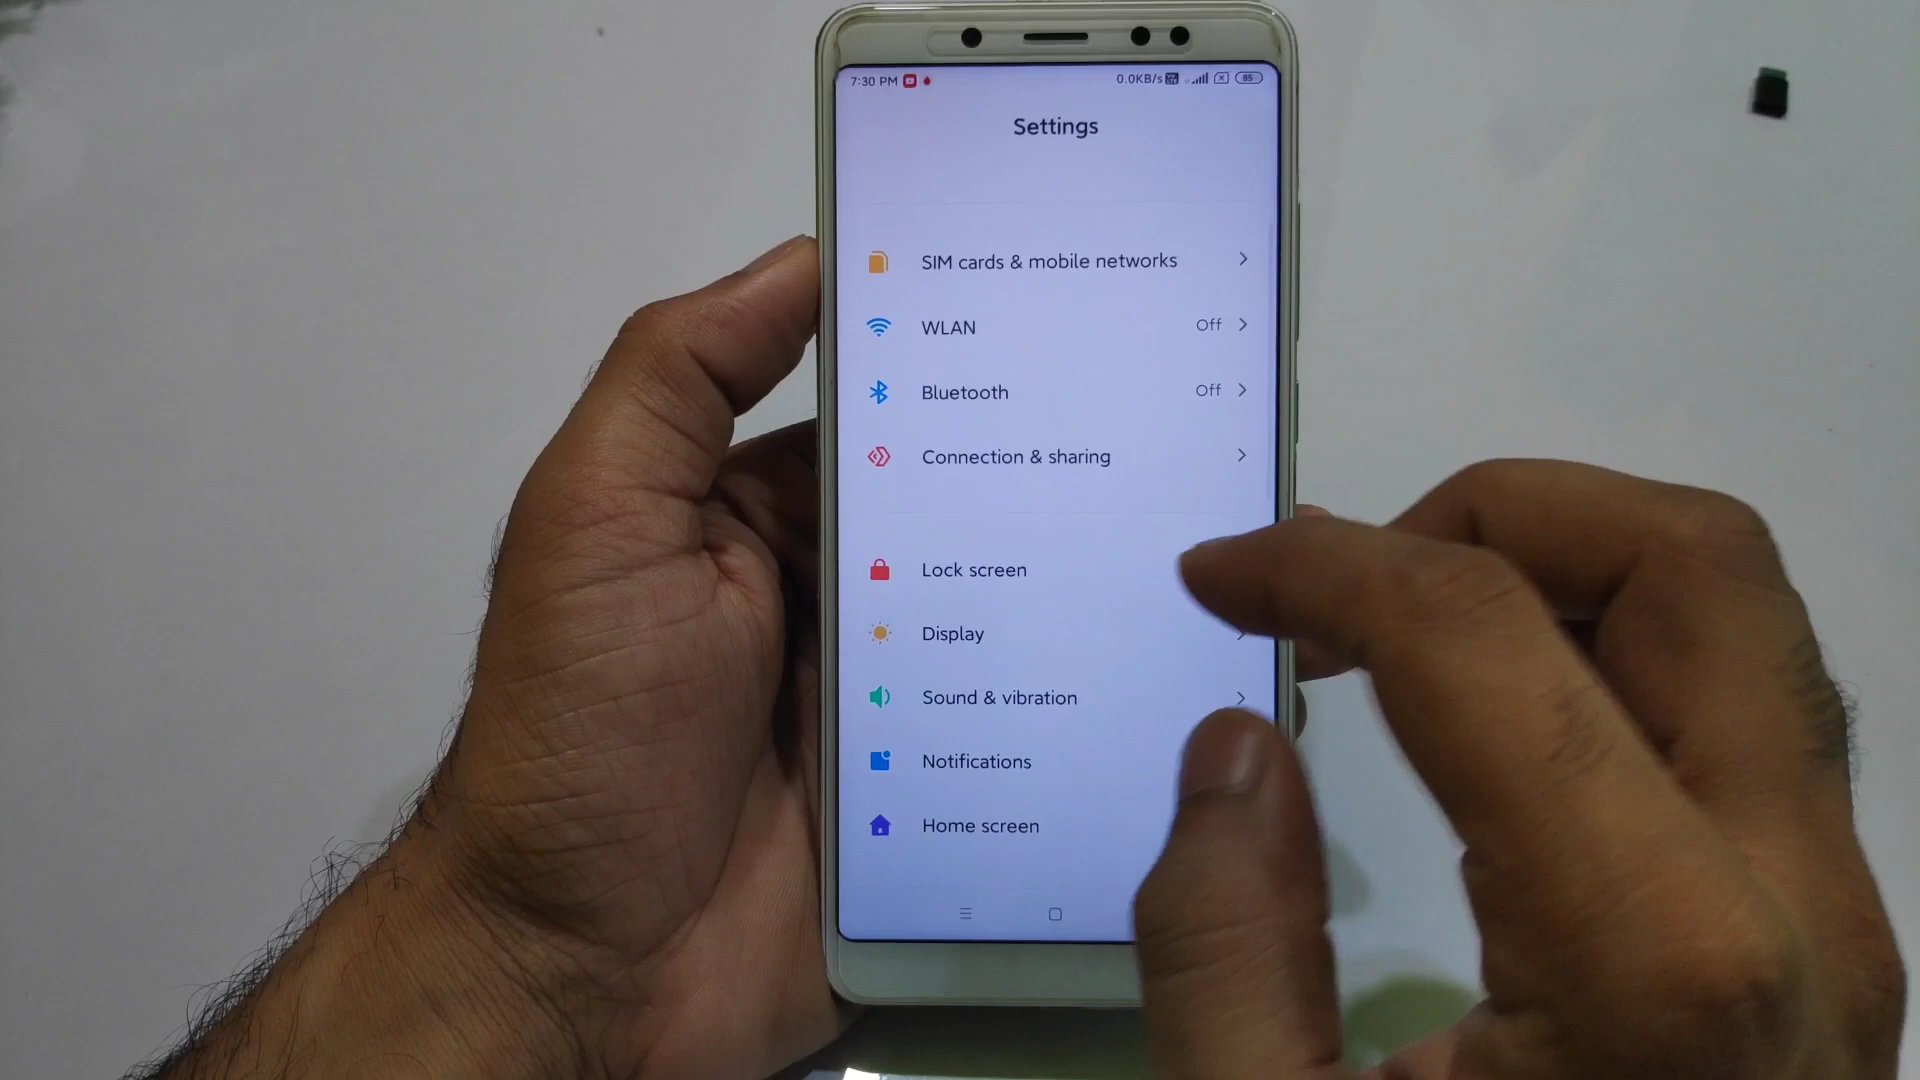 7:30 PM 0.0KB/s 85
Settings
SIM cards & mobile networks
WLAN Off
Bluetooth Off
Connection & sharing
Lock screen
Display
Sound & vibration
Notifications
Home screen